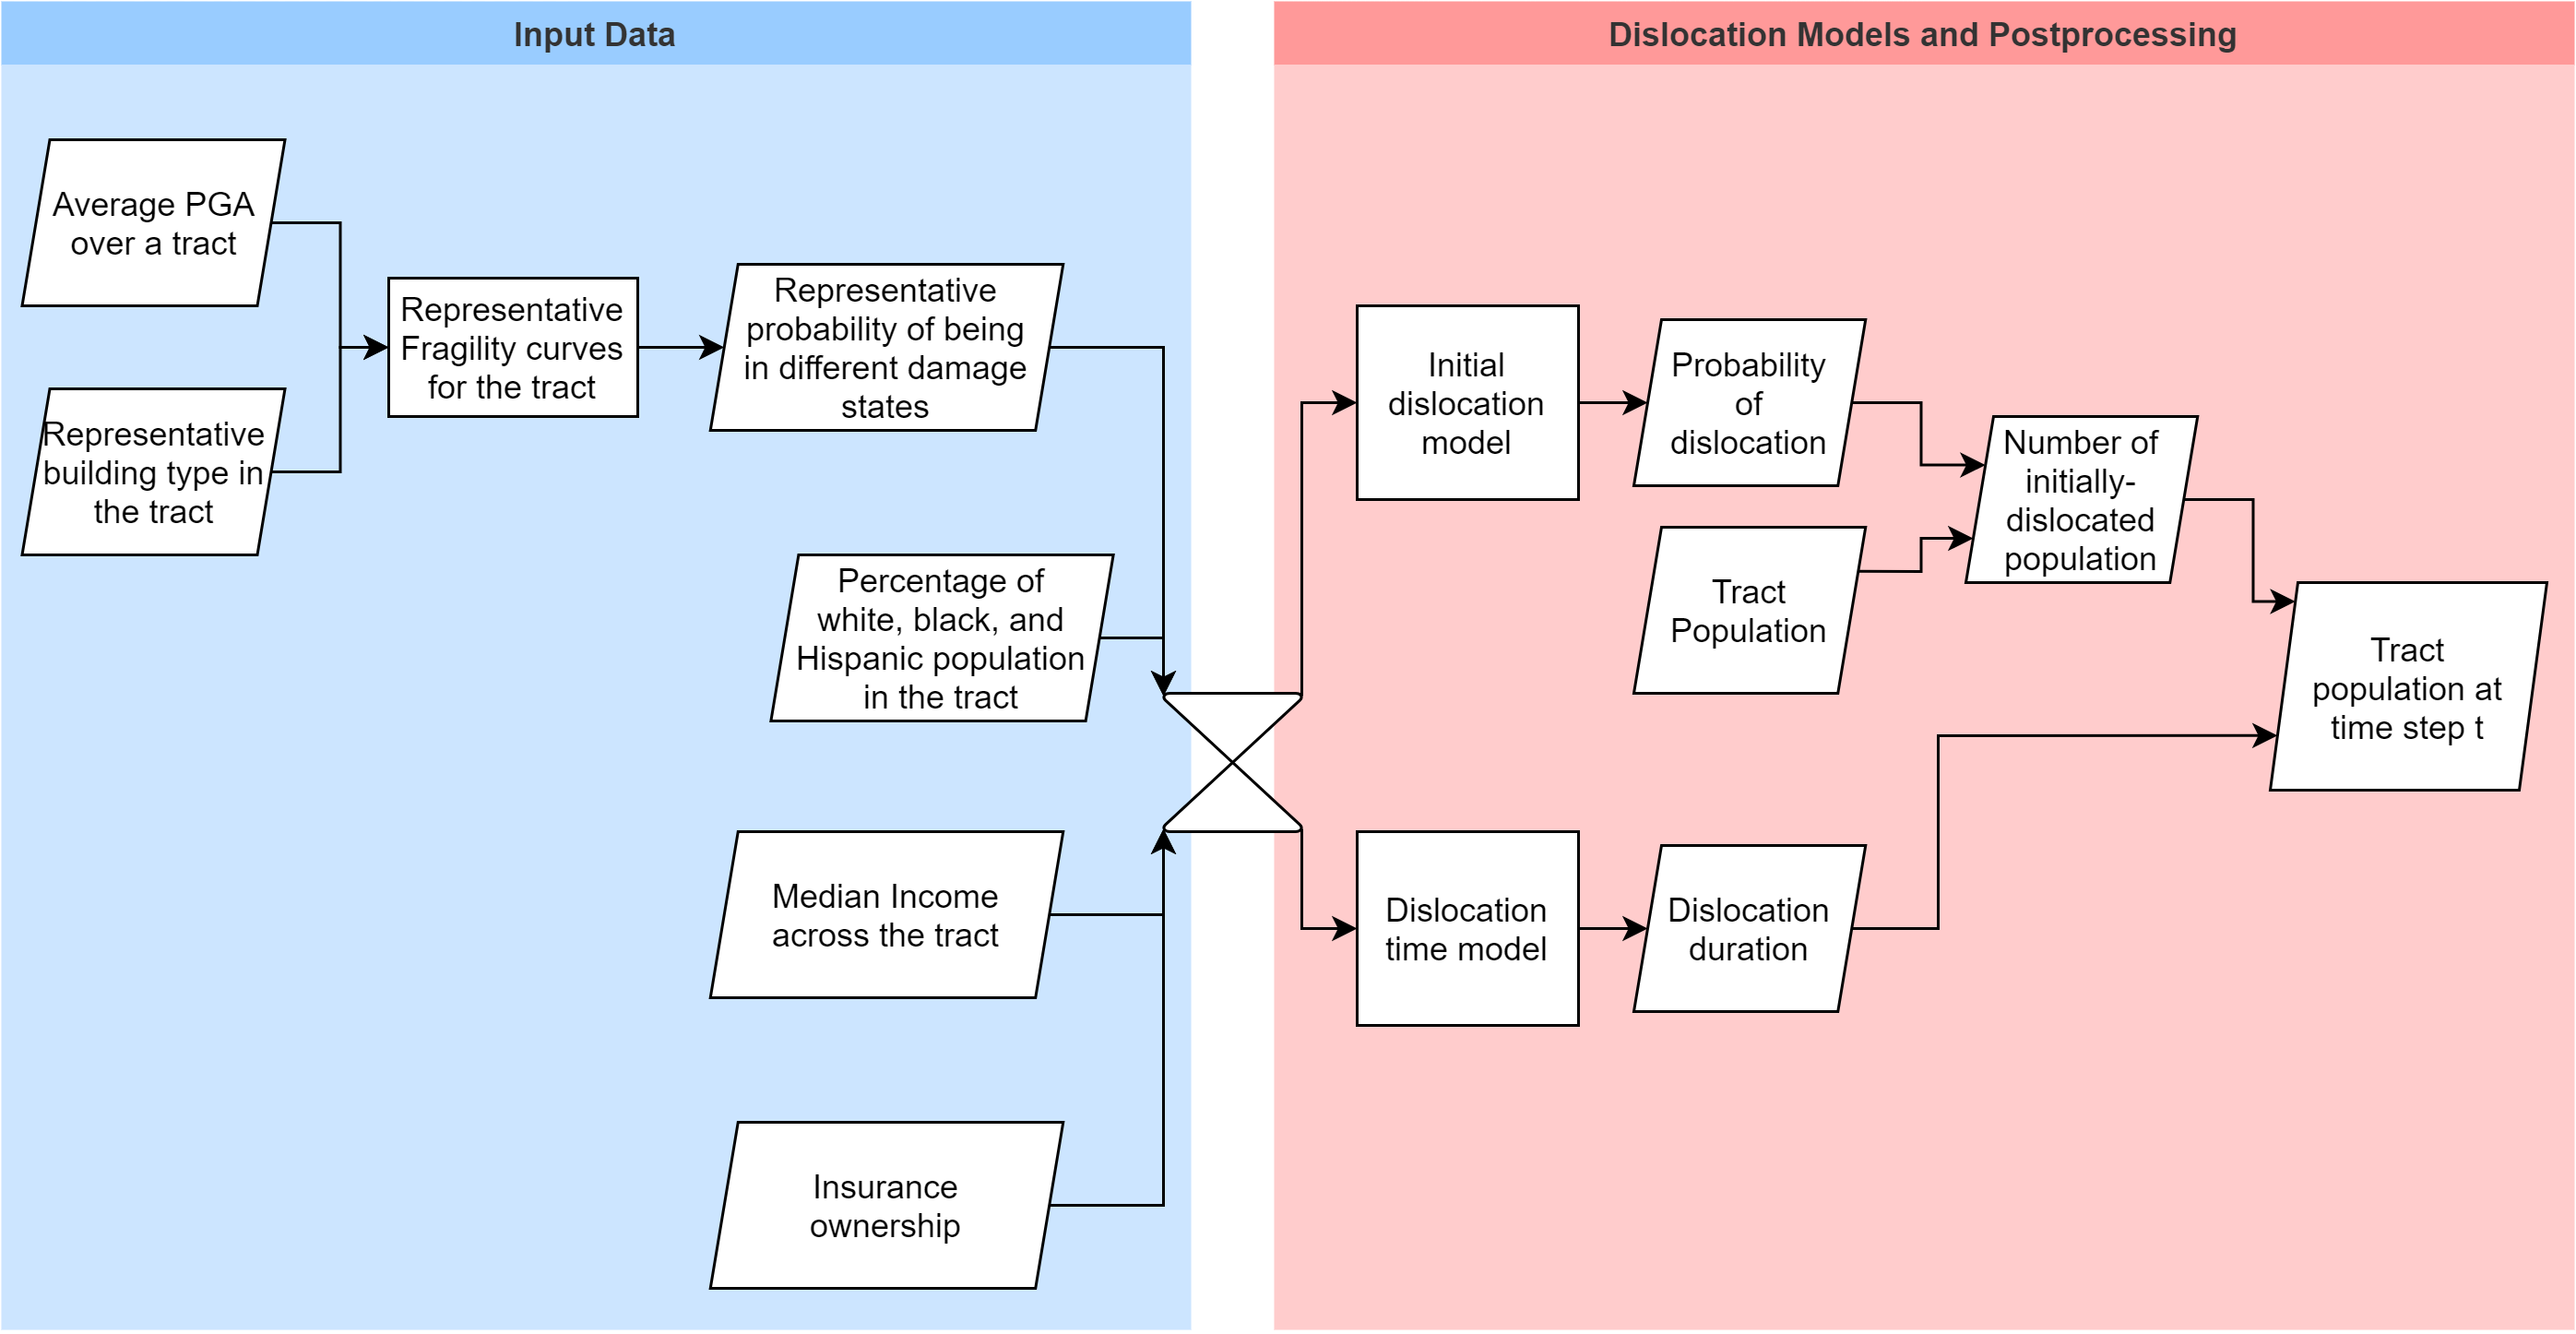 Input Data
Average PGA
over a tract
Representative
building type in
the tract
Representative
Fragility curves
for the tract
Representative
probability of being
in different damage
states
Percentage of
white, black, and
Hispanic population
in the tract
Median Income
across the tract
Insurance
ownership
Dislocation Models and Postprocessing
Initial
dislocation
model
Probability
of
dislocation
Tract
Population
Number of
initially-
dislocated
population
Tract
population at
time step t
Dislocation
time model
Dislocation
duration